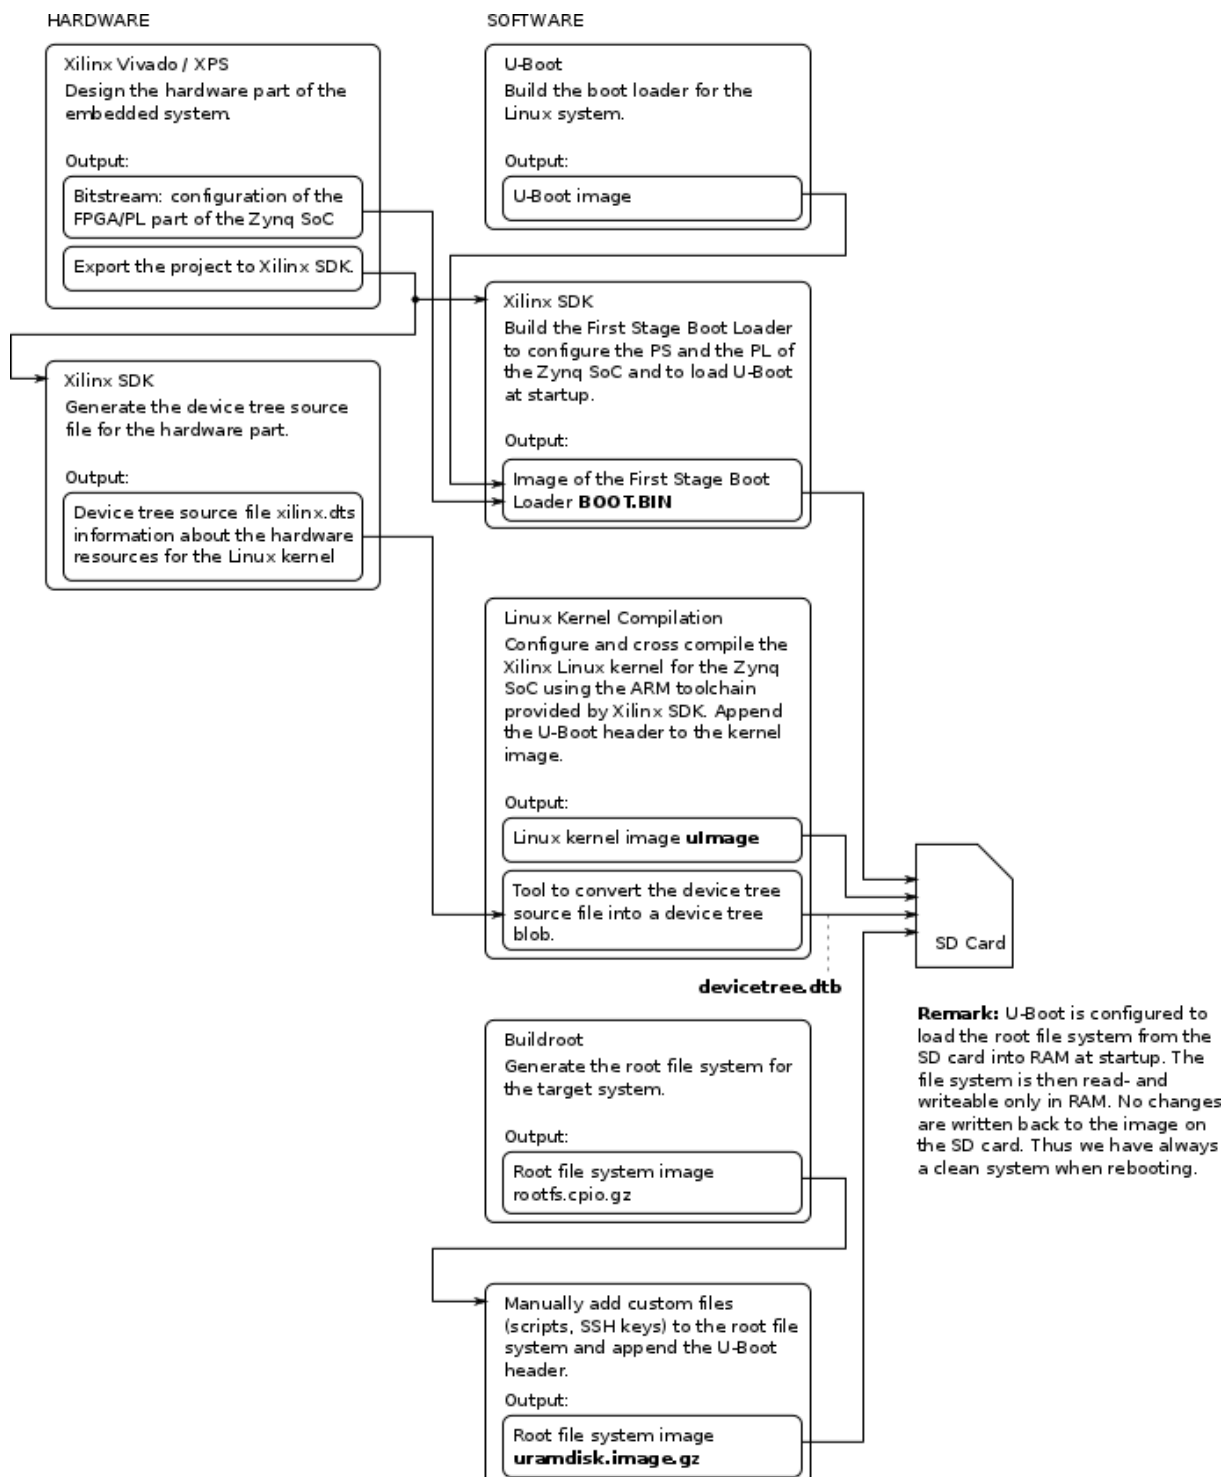 HARDWARE
Xilinx Vivado / XPS
Design the hardware part of the
embedded system.
Output:
Bitstream: configuration of the
FPGA/PL part of the Zynq SoC
Export the project to Xilinx SDK.
Xilinx SDK
Generate the device tree source
file for the hardware part.
Output:
Device tree source file xilinx.dts
information about the hardware
resources for the Linux kernel
SOFTWARE
U-Boot
Build the boot loader for the
Linux system.
Output:
U-Boot image
Xilinx SDK
Build the First Stage Boot Loader
to configure the PS and the PL of
the Zynq SoC and to load U-Boot
at startup.
Output:
Image of the First Stage Boot
Loader BOOT.BIN
Linux Kernel Compilation
Configure and cross compile the
Xilinx Linux kernel for the Zynq
SoC using the ARM toolchain
provided by Xilinx SDK. Append
the U-Boot header to the kernel
image.
Output:
Linux kernel image uImage
Tool to convert the device tree
source file into a device tree
blob.
devicetree.dtb
Buildroot
Generate the root file system for
the target system.
Output:
Root file system image
rootfs.cpio.gz
Manually add custom files
(scripts, SSH keys) to the root file
system and append the U-Boot
header.
Output:
Root file system image
uramdisk.image.gz
SD Card
Remark: U-Boot is configured to
load the root file system from the
SD card into RAM at startup. The
file system is then read- and
writeable only in RAM. No changes
are written back to the image on
the SD card. Thus we have always
a clean system when rebooting.